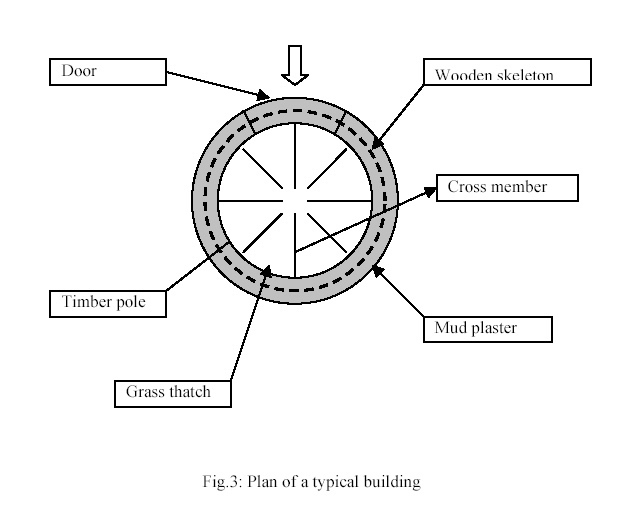 Door
Wooden skeleton
Cross member
Timber pole
Mud plaster
Grass thatch
Fig.3: Plan of a typical building